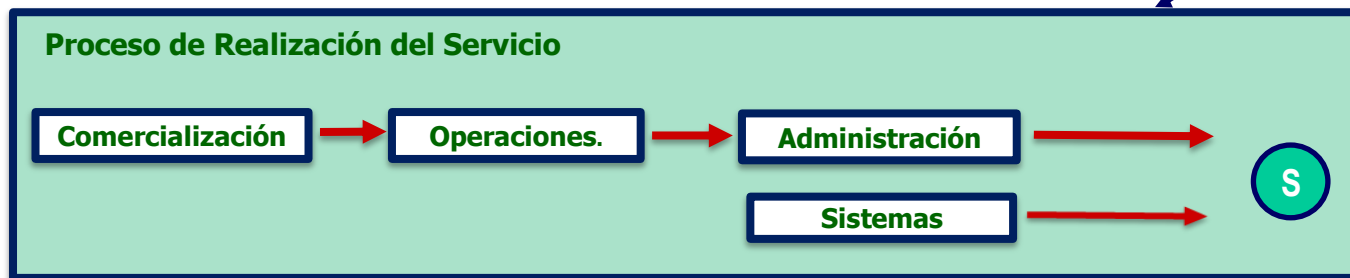 Proceso de Realización del Servicio
Comercialización
Operaciones.
Administración
Sistemas
S